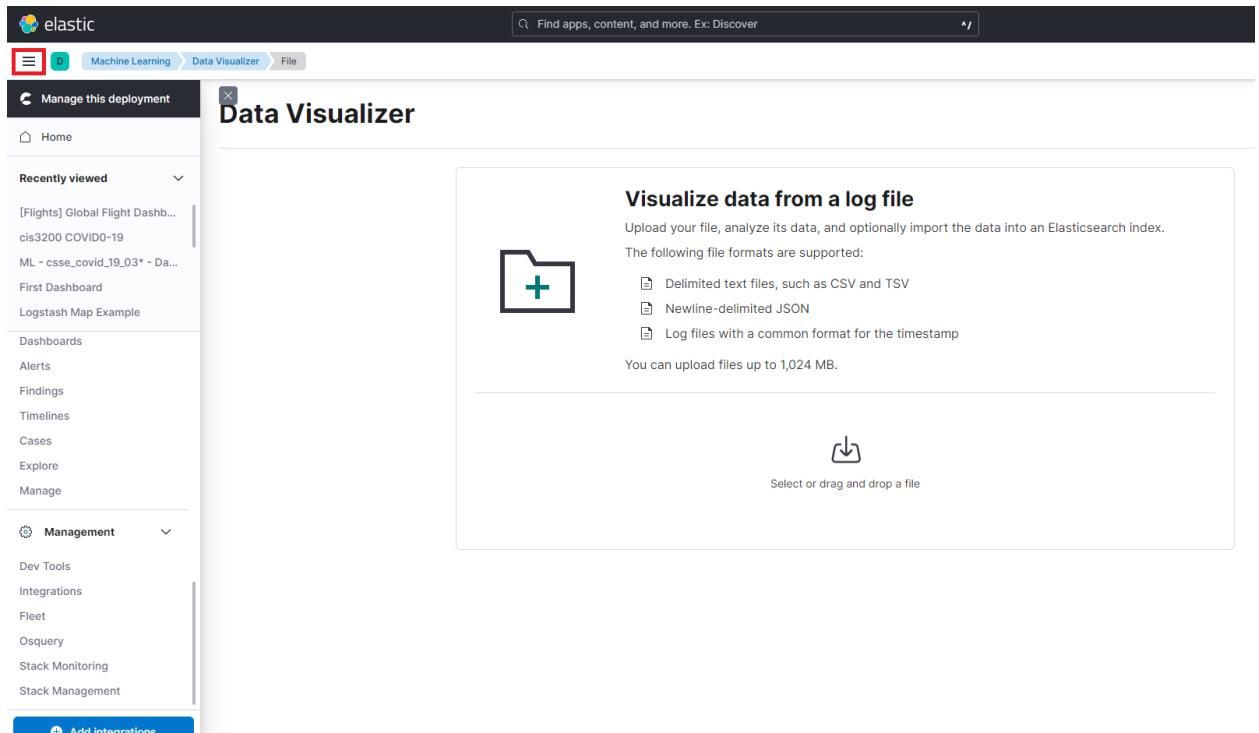 elastic
Find apps, content, and more. Ex: Discover
^/
D
Machine Learning
Data Visualizer
File
Manage this deployment
Home
Recently viewed
[Flights] Global Flight Dashb...
cis3200 COVID0-19
ML - csse_covid_19_03* - Da...
First Dashboard
Logstash Map Example
Dashboards
Alerts
Findings
Timelines
Cases
Explore
Manage
Management
Dev Tools
Integrations
Fleet
Osquery
Stack Monitoring
Stack Management
Add integrations
Data Visualizer
Visualize data from a log file
Upload your file, analyze its data, and optionally import the data into an Elasticsearch index.
The following file formats are supported:
Delimited text files, such as CSV and TSV
Newline-delimited JSON
Log files with a common format for the timestamp
You can upload files up to 1,024 MB.
Select or drag and drop a file